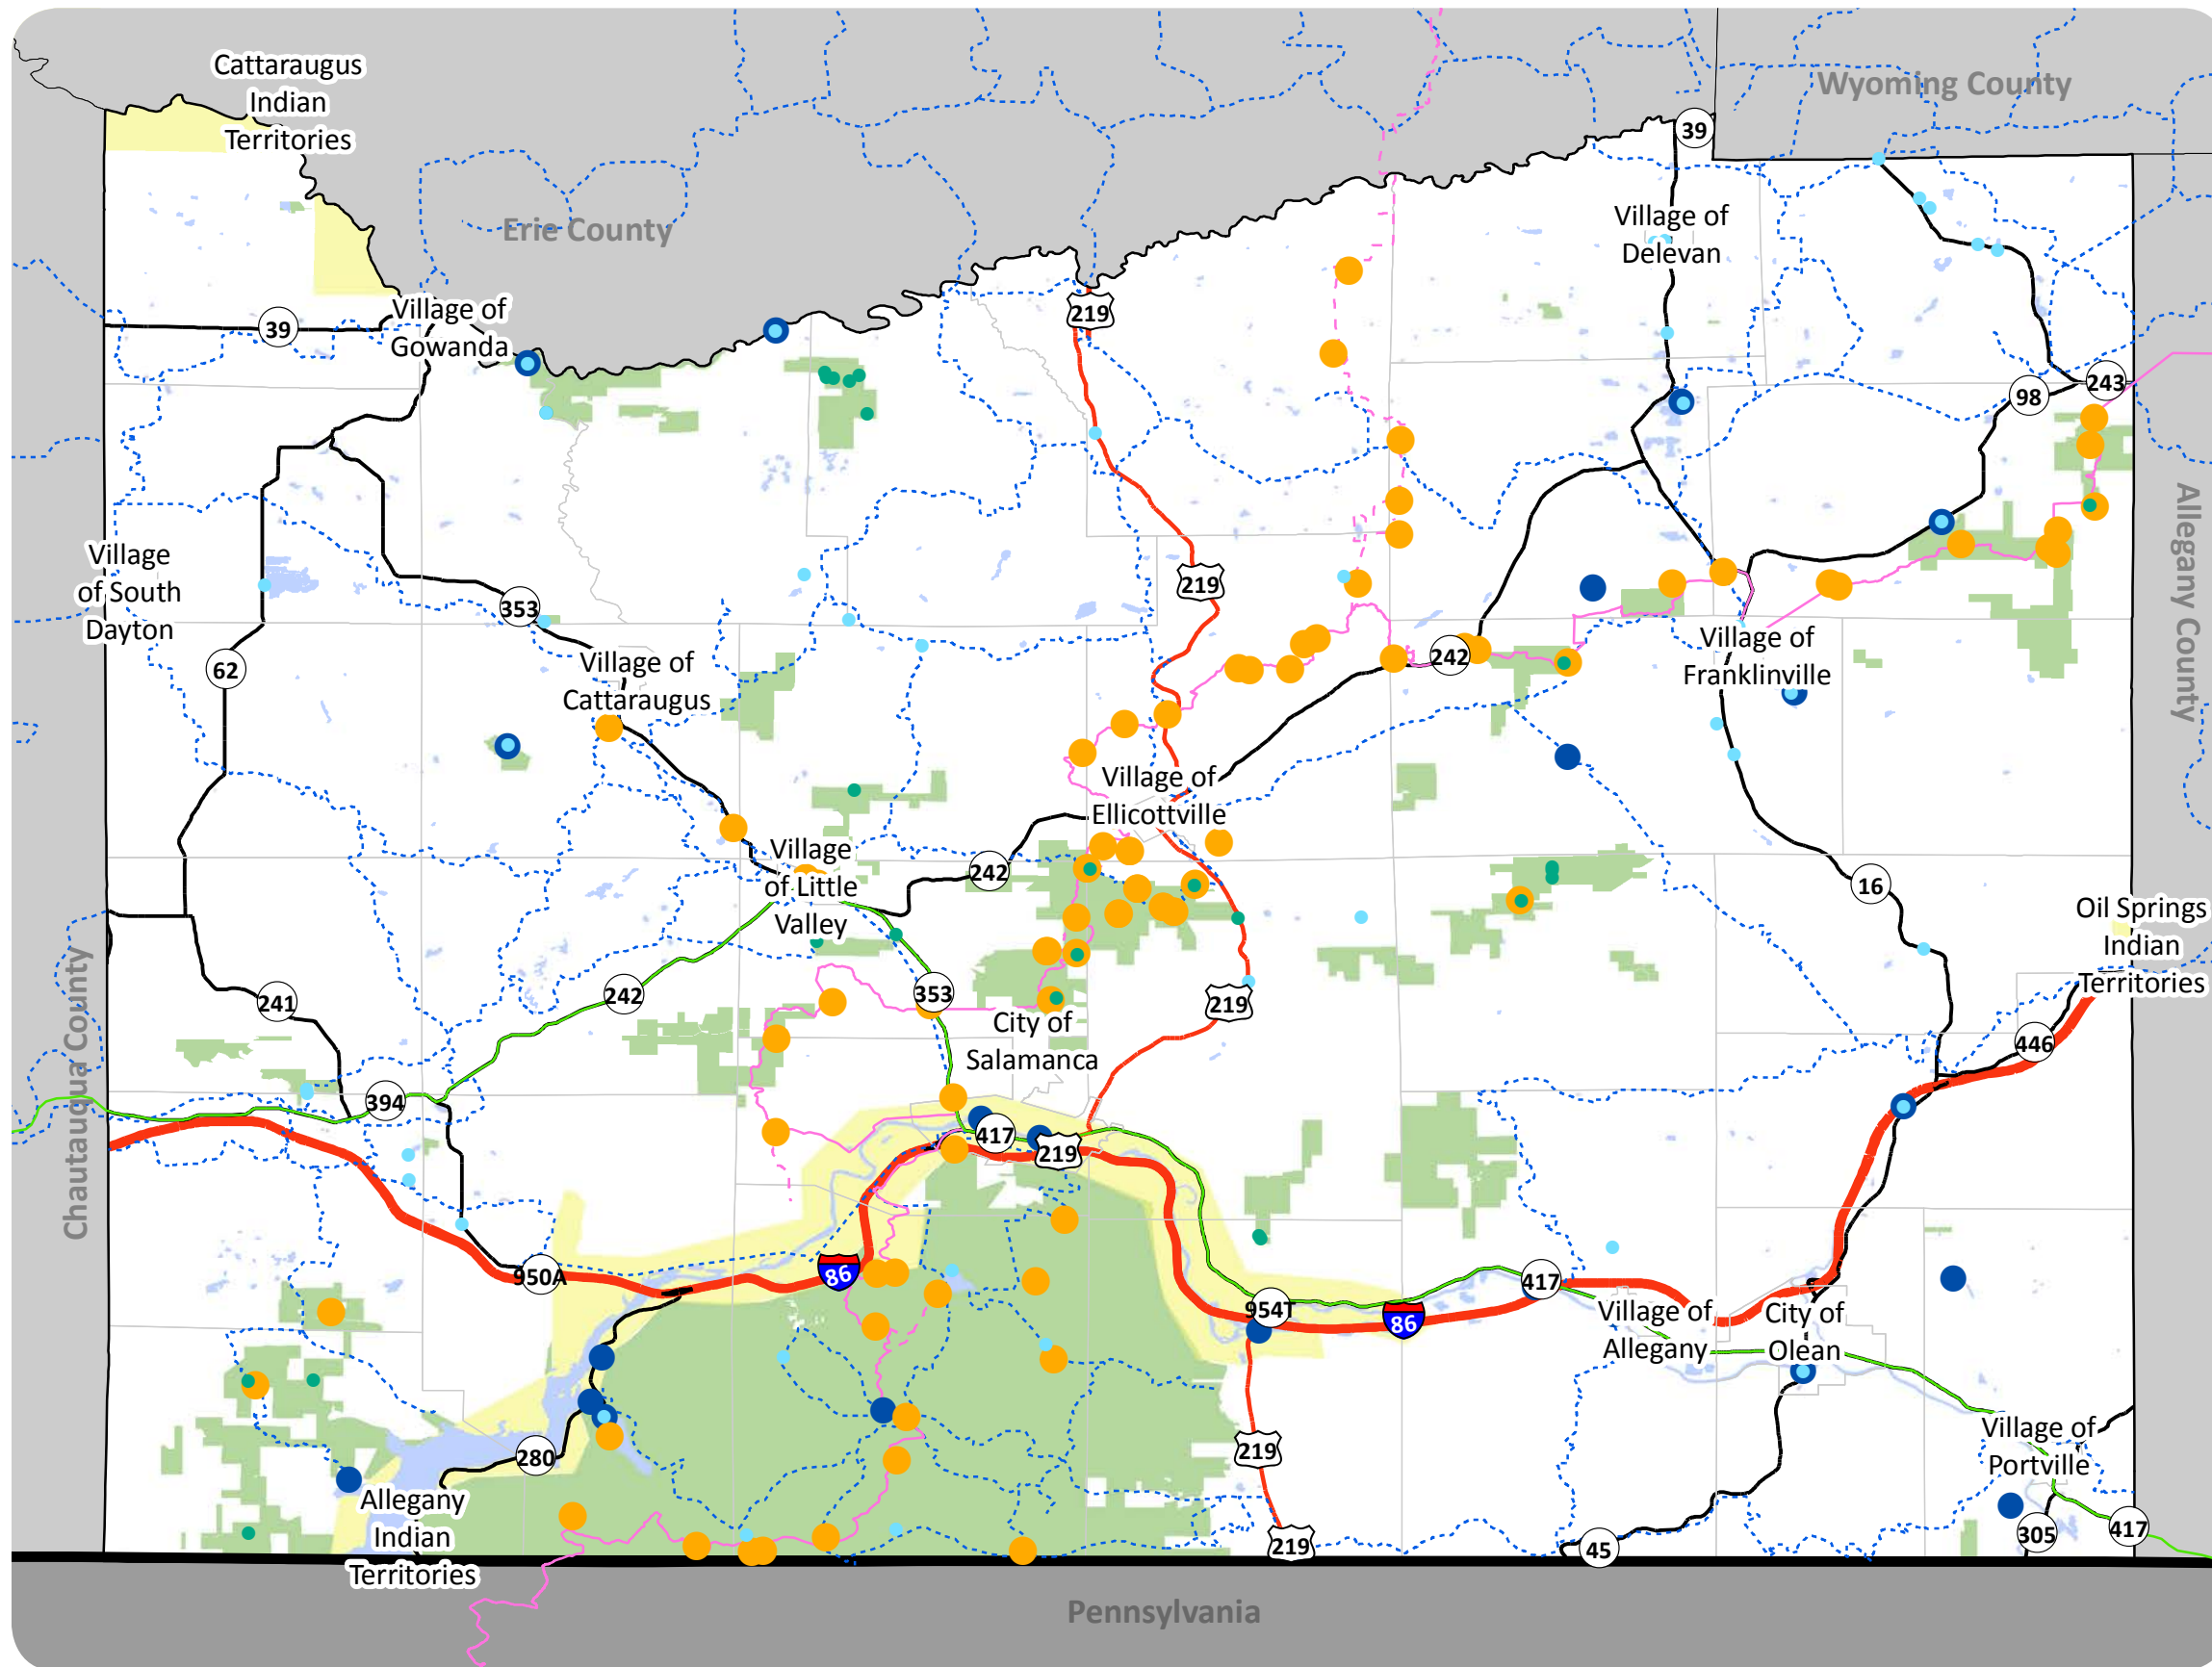 Cattaraugus
Indian
Territories
Wyoming County
39
Erie County
Village of
Delevan
Village of
Gowanda
39
219
243
98
Allegany County
Village
of South
Dayton
353
219
62
Village of
Cattaraugus
242
Village of
Franklinville
Village of
Ellicottville
Village
of Little
Valley
242
16
Oil Springs
Indian
Territories
Chautauqua County
241
242
353
219
City of
Salamanca
446
394
417
219
950A
86
417
954T
86
Village of
Allegany
City of
Olean
280
219
Village of
Portville
Allegany
Indian
Territories
219
45
305
417
Pennsylvania